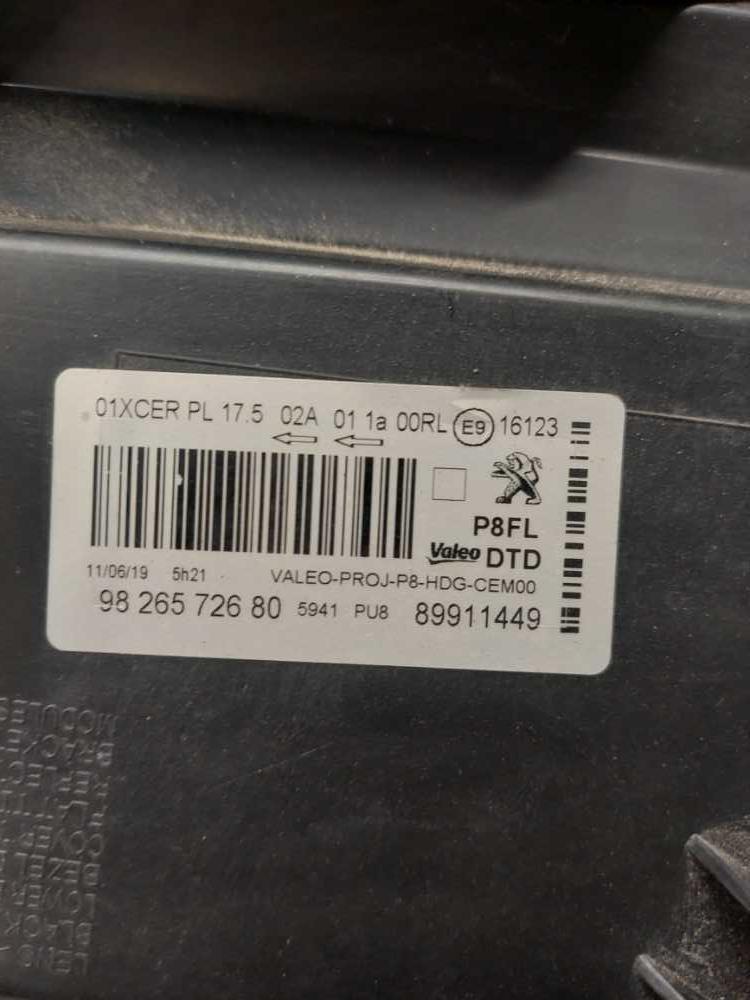 01XCER PL 17.5 02A 01 1a 00RL E9 16123
P8FL
Valeo DTD
11/06/19 5h21 VALEO-PROJ-P8-HDG-CEM00
98 265 726 80 5941 PU8 89911449
MODULES